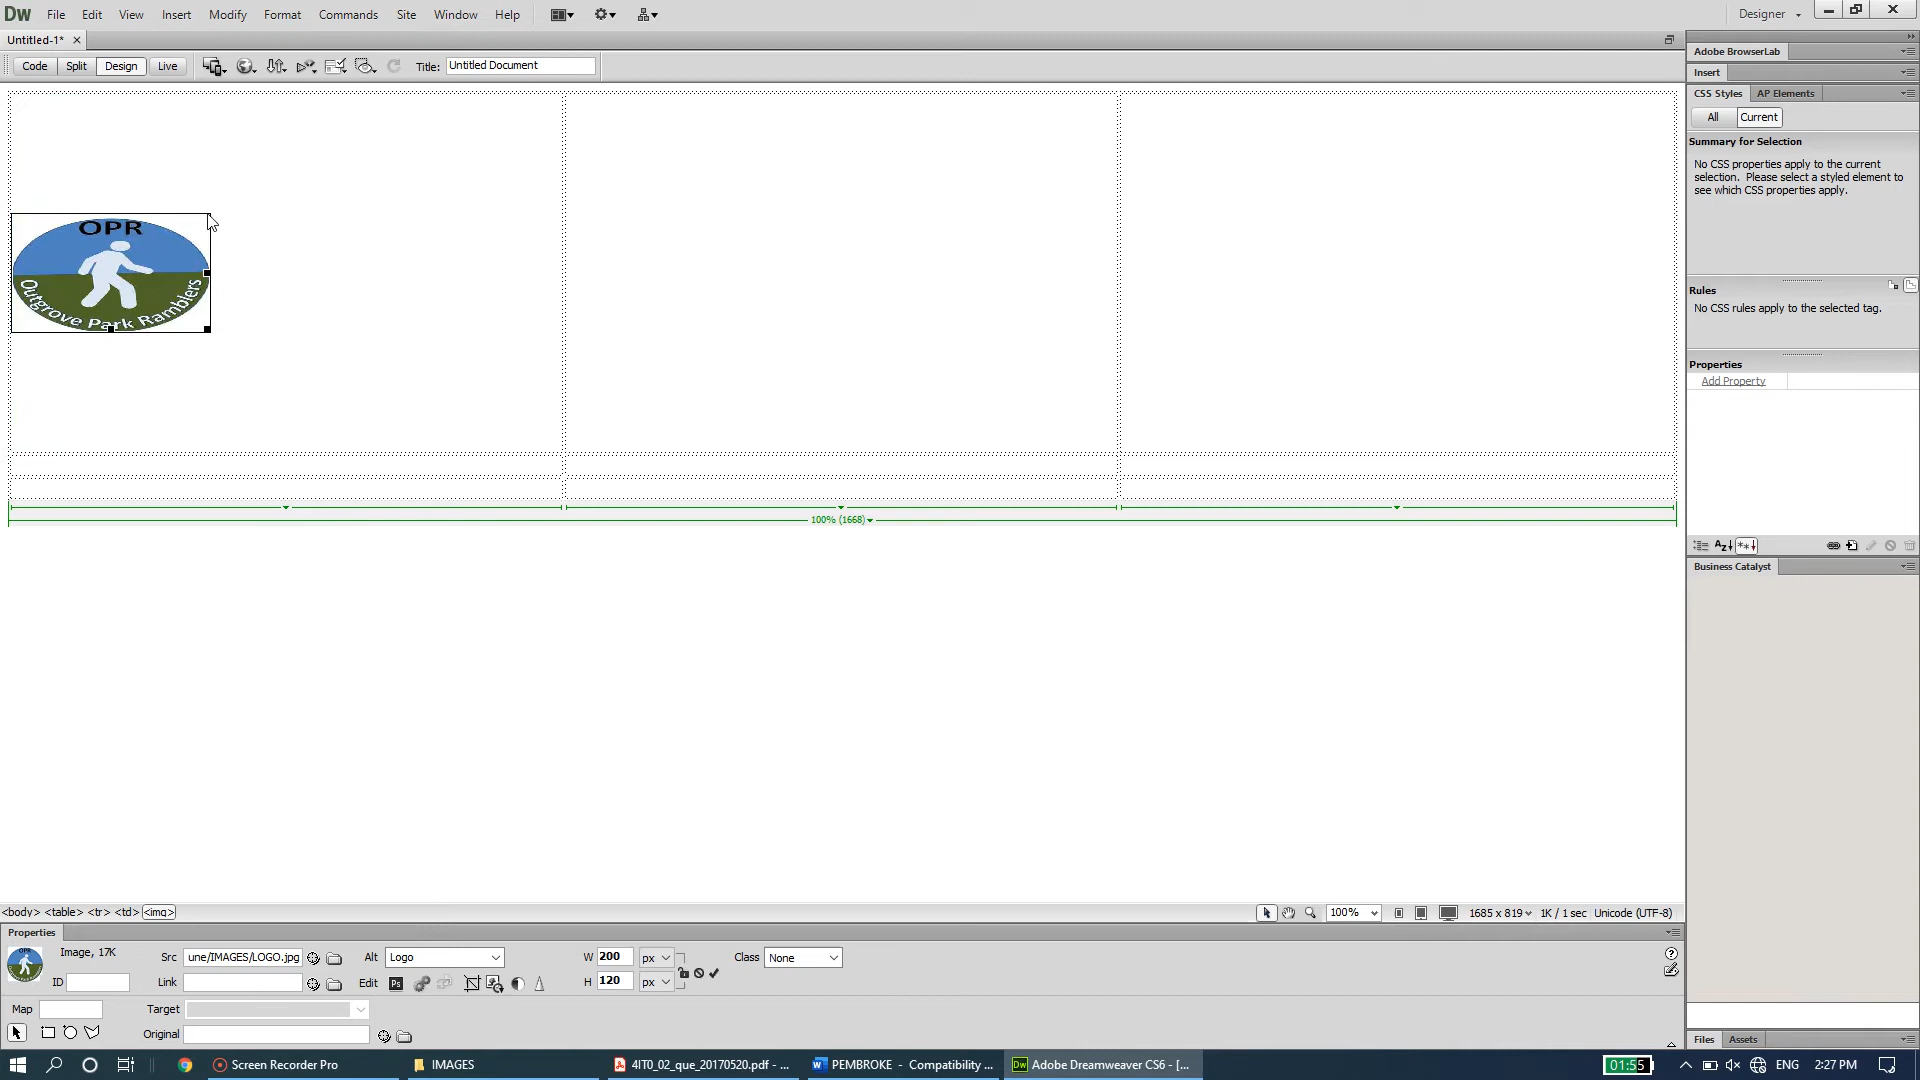 Dw File Edit View Insert Modify Format Commands Site Window Help Designer
Untitled-1*
Code Split Design Live Title: Untitled Document
Adobe BrowserLab
Insert
CSS Styles AP Elements
All Current
Summary for Selection
No CSS properties apply to the current
selection. Please select a styled element to
see which CSS properties apply.
OPR
Outgrove Park Ramblers
Rules
No CSS rules apply to the selected tag.
Properties
Add Property
100% (1668)
Business Catalyst
<body> <table> <tr> <td> <img> 100% 1685 x 819 1K / 1 sec Unicode (UTF-8)
Properties
Image, 17K Src une/IMAGES/LOGO.jpg Alt Logo W 200 px Class None
ID Link Edit Ps H 120 px
Map Target
Original
Files Assets
Screen Recorder Pro IMAGES 4IT0_02_que_20170520.pdf - ... PEMBROKE - Compatibility ... Adobe Dreamweaver CS6 - [... 01:55 ENG 2:27 PM